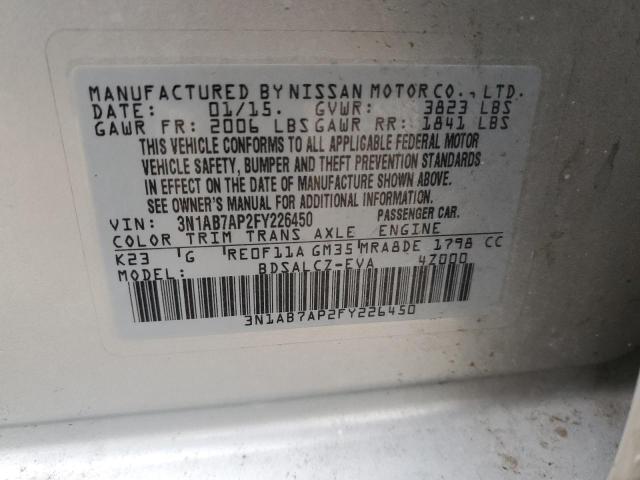 MANUFACTURED BY NISSAN MOTOR CO., LTD.
DATE: 01/15. GVWR: 3823 LBS
GAWR FR: 2006 LBS GAWR RR: 1841 LBS
THIS VEHICLE CONFORMS TO ALL APPLICABLE FEDERAL MOTOR
VEHICLE SAFETY, BUMPER AND THEFT PREVENTION STANDARDS
IN EFFECT ON THE DATE OF MANUFACTURE SHOWN ABOVE.
SEE OWNER'S MANUAL FOR ADDITIONAL INFORMATION.
VIN: 3N1AB7AP2FY226450 PASSENGER CAR.
COLOR TRIM TRANS AXLE ENGINE
K23 G RE0F11A GM35 MRA8DE 1798 CC
MODEL: BDSALCZ-EVA 4Z000
3N1AB7AP2FY226450